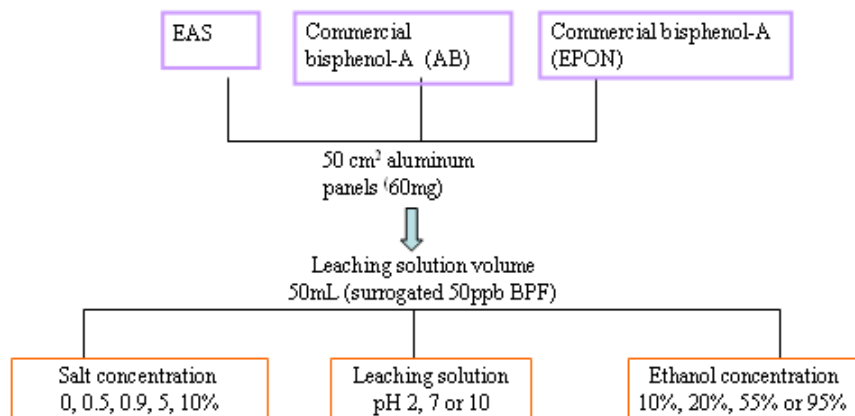 EAS
Commercial
bisphenol-A (AB)
Commercial bisphenol-A
(EPON)
50 cm² aluminum
panels (60mg)
Leaching solution volume
50mL (surrogated 50ppb BPF)
Salt concentration
0, 0.5, 0.9, 5, 10%
Leaching solution
pH 2, 7 or 10
Ethanol concentration
10%, 20%, 55% or 95%